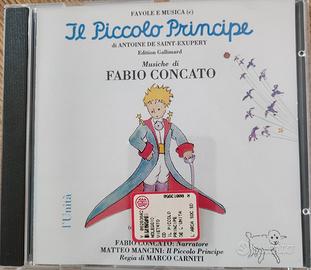 FAVOLE E MUSICA (c)
Il Piccolo Principe
di ANTOINE DE SAINT-EXUPERY
Edition Gallimard
Musiche di
FABIO CONCATO
l'Unità
FABIO CONCATO: Narratore
MATTEO MANCINI: Il Piccolo Principe
Regia di MARCO CARNITI